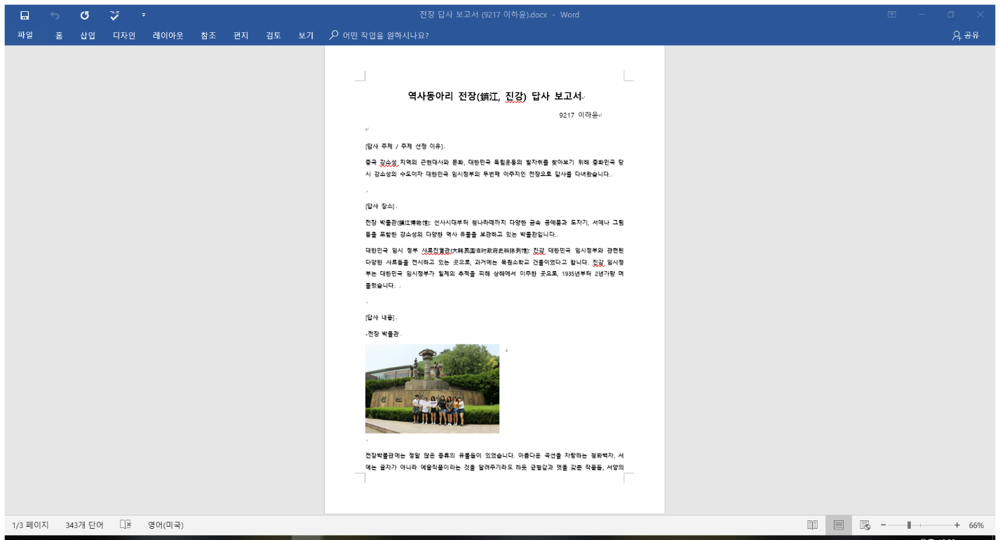 전장 답사 보고서 (9217 이하윤).docx - Word
파일 홈 삽입 디자인 레이아웃 참조 편지 검토 보기 어떤 작업을 원하시나요? 공유
역사동아리 전장(鎮江, 진강) 답사 보고서
9217 이하윤
[답사 주제 / 주제 선정 이유]
중국 강소성 지역의 근현대사와 문화, 대한민국 독립운동의 발자취를 찾아보기 위해 중화민국 당
시 강소성의 수도이자 대한민국 임시정부의 두번째 이주지인 전장으로 답사를 다녀왔습니다.
[답사 장소]
전장 박물관(鎮江博物馆): 선사시대부터 청나라때까지 다양한 금속 공예품과 도자기, 서예나 그림
등을 포함한 강소성의 다양한 역사 유물을 보관하고 있는 박물관입니다.
대한민국 임시 정부 사료진열관(大韩民国临时政府史料陈列馆): 진강 대한민국 임시정부와 관련된
다양한 사료들을 전시하고 있는 곳으로, 과거에는 목원소학교 건물이었다고 합니다. 진강 임시정
부는 대한민국 임시정부가 일제의 추적을 피해 상해에서 이주한 곳으로, 1935년부터 2년가량 머
물렀습니다.
[답사 내용]
-전장 박물관
전장박물관에는 정말 많은 종류의 유물들이 있었습니다. 아름다운 곡선을 자랑하는 청화백자, 서
예는 글자가 아니라 예술작품이라는 것을 알려주기라도 하듯 균형감과 멋을 갖춘 작품들, 서양의
1/3 페이지 343개 단어 영어(미국) 66%